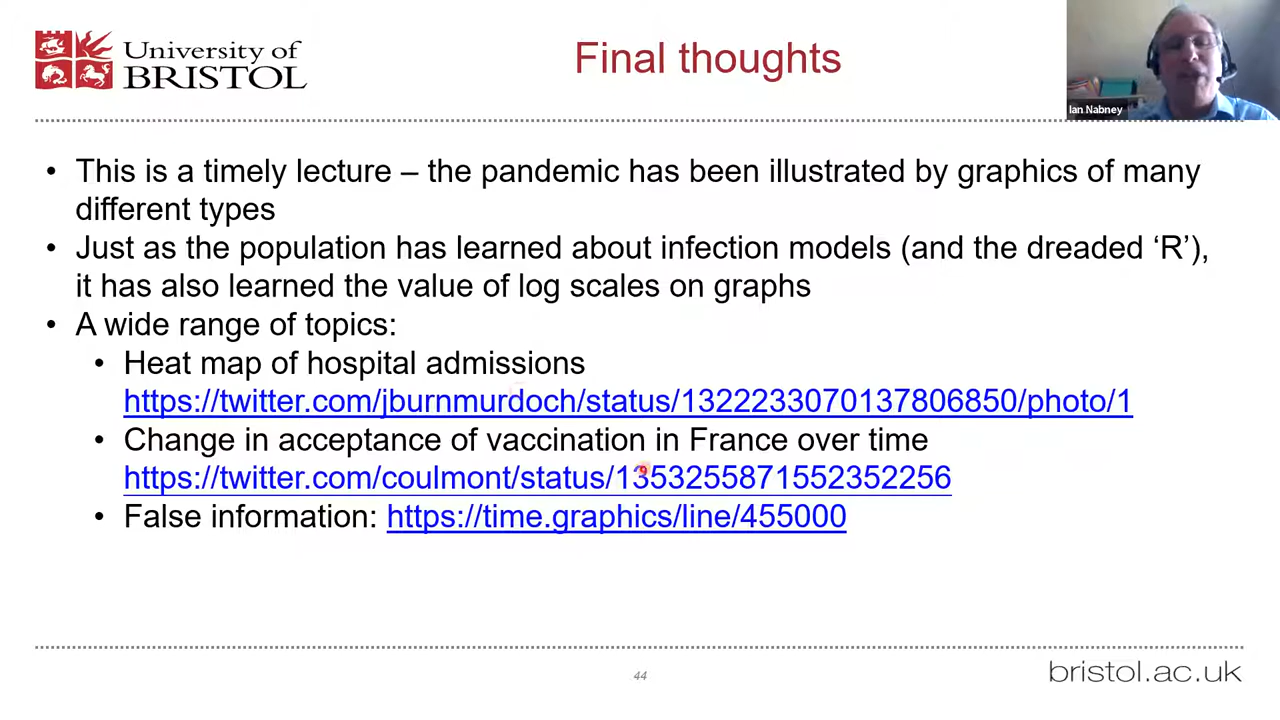 University of
BRISTOL
Final thoughts
Ian Nabney
• This is a timely lecture – the pandemic has been illustrated by graphics of many
different types
• Just as the population has learned about infection models (and the dreaded ‘R’),
it has also learned the value of log scales on graphs
• A wide range of topics:
• Heat map of hospital admissions
https://twitter.com/jburnmurdoch/status/1322233070137806850/photo/1
• Change in acceptance of vaccination in France over time
https://twitter.com/coulmont/status/1353255871552352256
• False information: https://time.graphics/line/455000
44
bristol.ac.uk